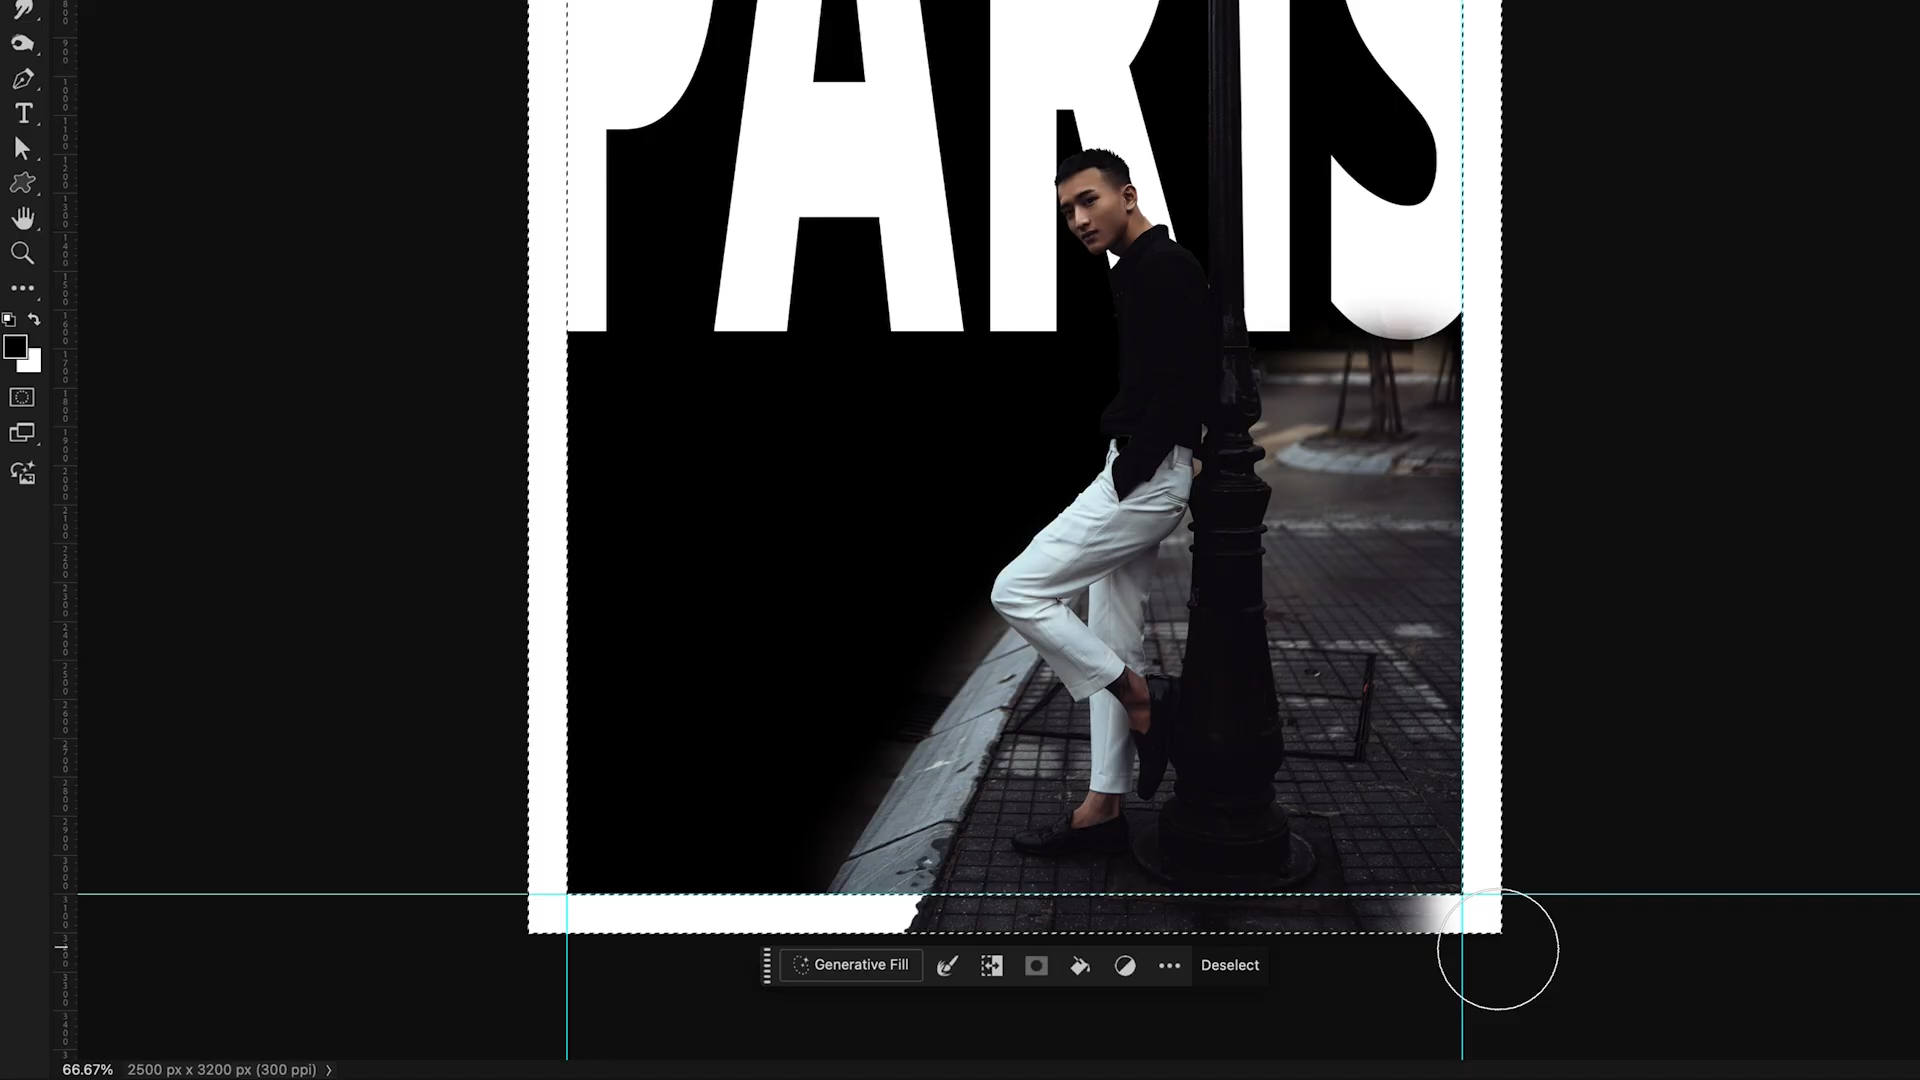 PARIS
T
Generative Fill Deselect
66.67% 2500 px x 3200 px (300 ppi)